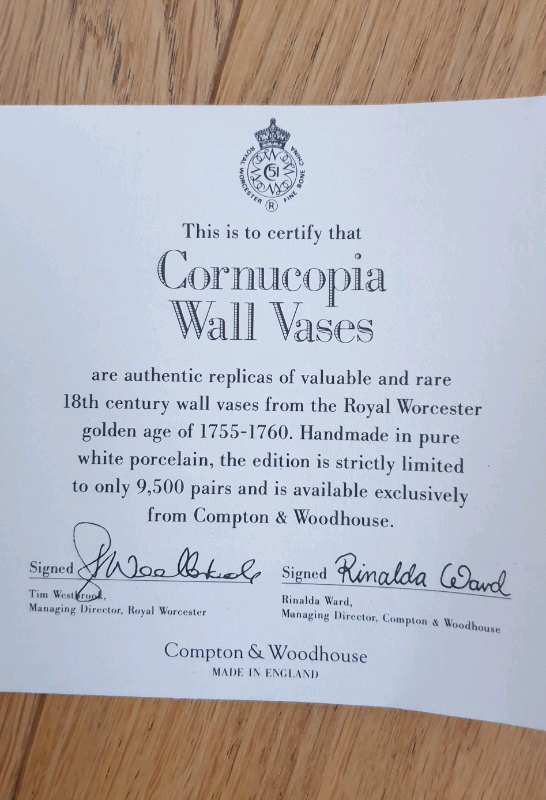 ROYAL WORCESTER
FINE BONE CHINA
51
®
This is to certify that
Cornucopia
Wall Vases
are authentic replicas of valuable and rare
18th century wall vases from the Royal Worcester
golden age of 1755-1760. Handmade in pure
white porcelain, the edition is strictly limited
to only 9,500 pairs and is available exclusively
from Compton & Woodhouse.
Signed
Tim Westbrook,
Managing Director, Royal Worcester
Signed Rinalda Ward
Rinalda Ward,
Managing Director, Compton & Woodhouse
Compton & Woodhouse
MADE IN ENGLAND